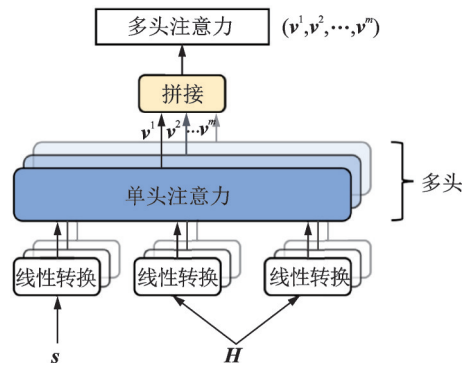 多头注意力 (v¹,v²,…,vᵐ)
拼接
v¹ v² …vᵐ
单头注意力 多头
线性转换 线性转换 线性转换
s H